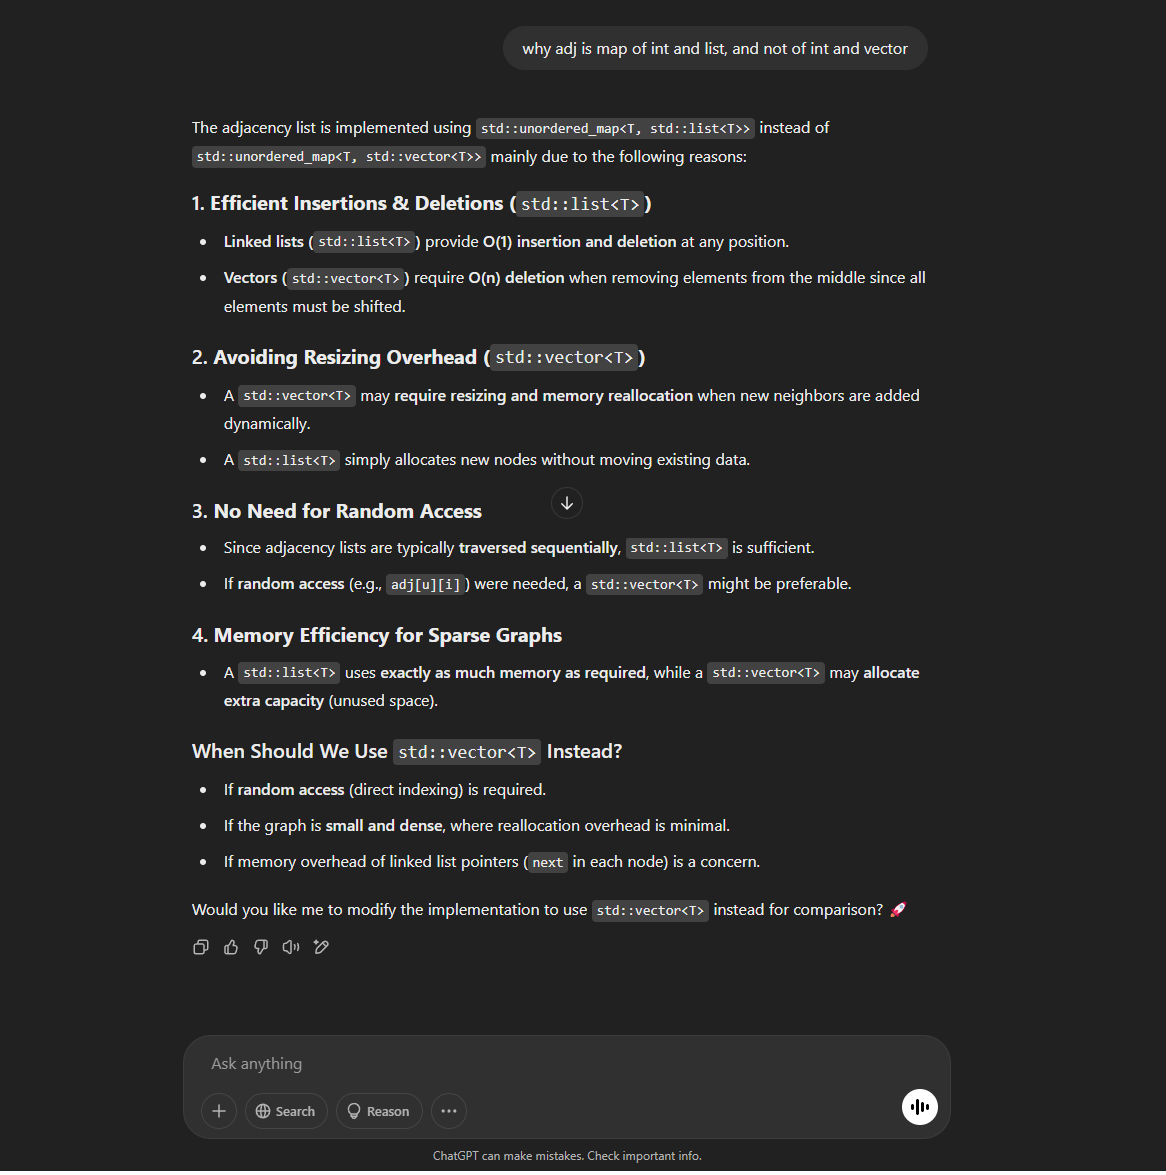 why adj is map of int and list, and not of int and vector
The adjacency list is implemented using std::unordered_map<T, std::list<T>> instead of
std::unordered_map<T, std::vector<T>> mainly due to the following reasons:
1. Efficient Insertions & Deletions (std::list<T>)
• Linked lists (std::list<T>) provide O(1) insertion and deletion at any position.
• Vectors (std::vector<T>) require O(n) deletion when removing elements from the middle since all
elements must be shifted.
2. Avoiding Resizing Overhead (std::vector<T>)
• A std::vector<T> may require resizing and memory reallocation when new neighbors are added
dynamically.
• A std::list<T> simply allocates new nodes without moving existing data.
3. No Need for Random Access
• Since adjacency lists are typically traversed sequentially, std::list<T> is sufficient.
• If random access (e.g., adj[u][i]) were needed, a std::vector<T> might be preferable.
4. Memory Efficiency for Sparse Graphs
• A std::list<T> uses exactly as much memory as required, while a std::vector<T> may allocate
extra capacity (unused space).
When Should We Use std::vector<T> Instead?
• If random access (direct indexing) is required.
• If the graph is small and dense, where reallocation overhead is minimal.
• If memory overhead of linked list pointers (next in each node) is a concern.
Would you like me to modify the implementation to use std::vector<T> instead for comparison? 🚀
Ask anything
Search Reason
ChatGPT can make mistakes. Check important info.